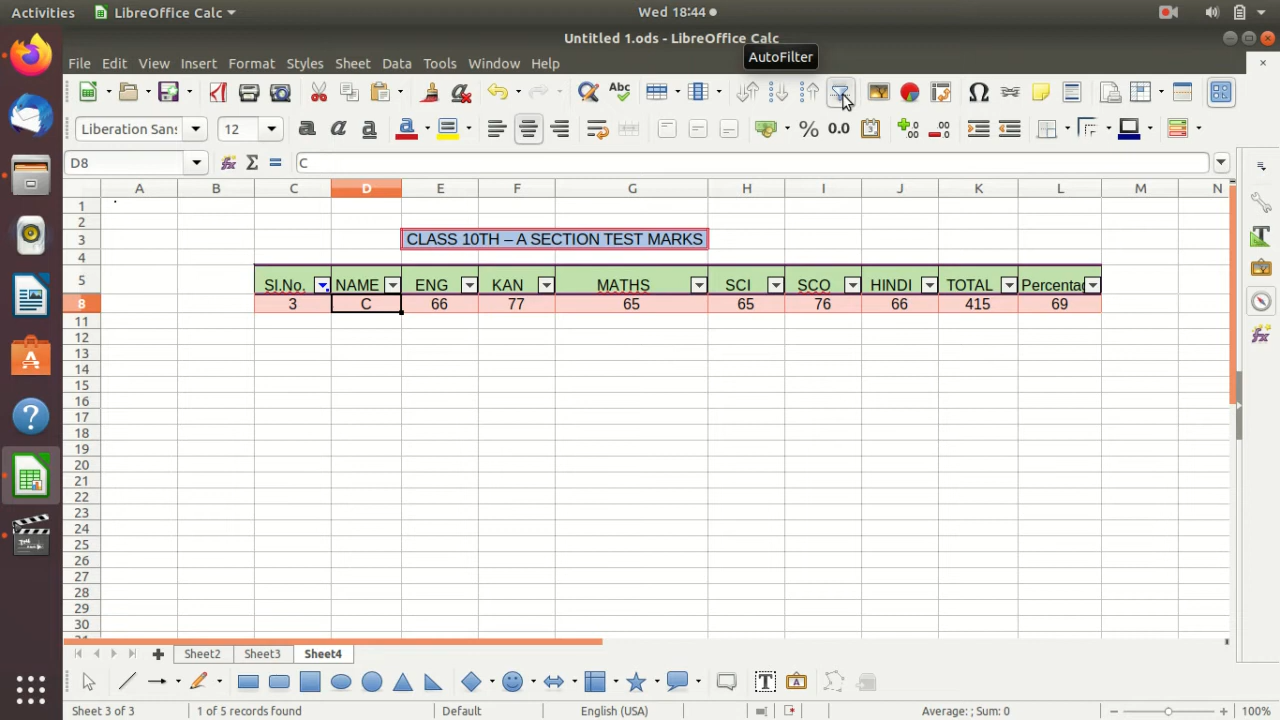 Activities LibreOffice Calc Wed 18:44
Untitled 1.ods - LibreOffice Calc
AutoFilter
File Edit View Insert Format Styles Sheet Data Tools Window Help
Liberation Sans 12
D8 C
A B C D E F G H I J K L M N
1
2
3 CLASS 10TH – A SECTION TEST MARKS
4
5 Sl.No, NAME ENG KAN MATHS SCI SCO HINDI TOTAL
8 3 C 66 77 65 65 76 66 415 69
11
12
13
14
15
16
17
18
19
20
21
22
23
24
25
26
27
28
29
30
Sheet2 Sheet3 Sheet4
Sheet 3 of 3 1 of 5 records found Default English (USA) Average: ; Sum: 0 100%